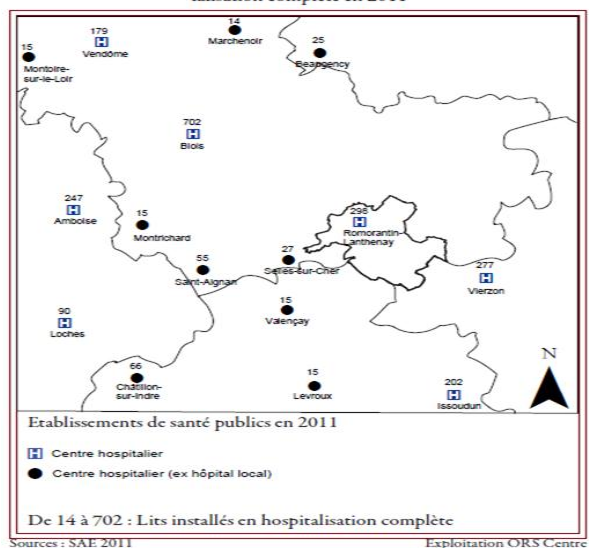 14
Marchenoir
179
Vendôme
25
Beaugency
15
Montoire-
sur-le-Loir
702
Blois
247
Amboise
15
Montrichard
298
Romorantin-
Lanthenay
55
Saint-Aignan
27
Selles-sur-Cher
277
Vierzon
15
Valençay
90
Loches
66
Châtillon-
sur-Indre
15
Levroux
202
Issoudun
N
Etablissements de santé publics en 2011
H Centre hospitalier
Centre hospitalier (ex hôpital local)
De 14 à 702 : Lits installés en hospitalisation complète
Sources : SAE 2011
Exploitation ORS Centre